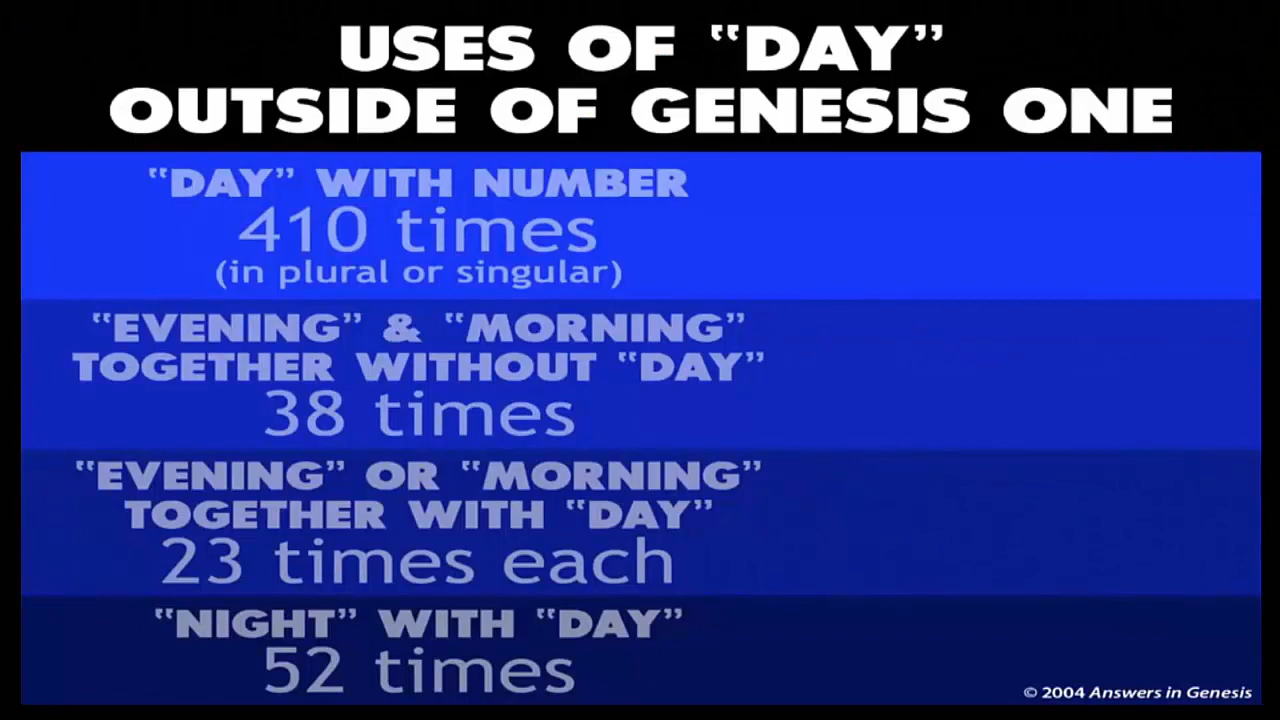 USES OF "DAY"
OUTSIDE OF GENESIS ONE
"DAY" WITH NUMBER
410 times
(in plural or singular)
"EVENING" & "MORNING"
TOGETHER WITHOUT "DAY"
38 times
"EVENING" OR "MORNING"
TOGETHER WITH "DAY"
23 times each
"NIGHT" WITH "DAY"
52 times
© 2004 Answers in Genesis